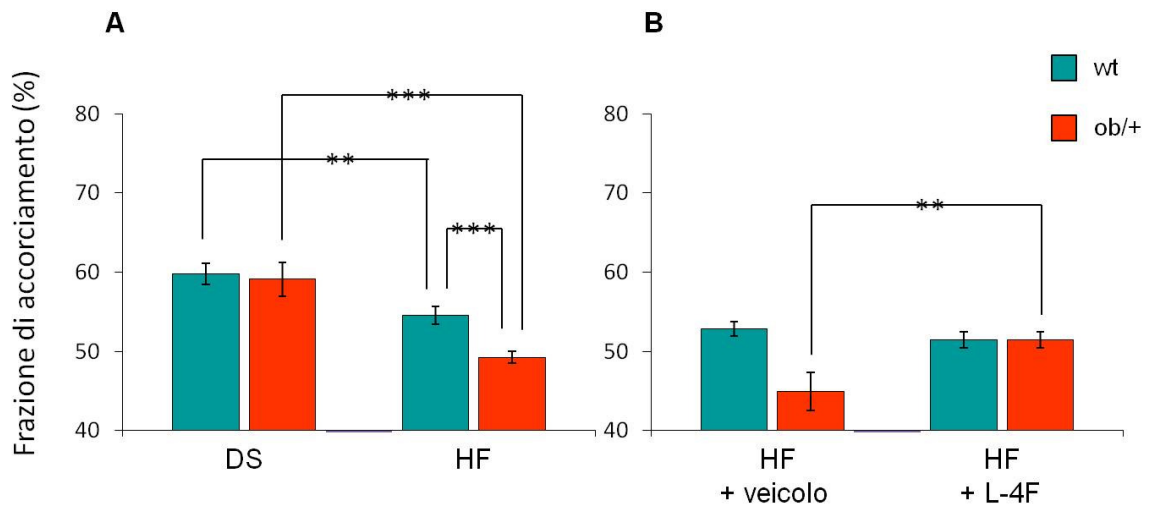 A
B
wt
ob/+
Frazione di accorciamento (%)
80
70
60
50
40
***
**
***
DS
HF
80
70
60
50
40
**
HF
+ veicolo
HF
+ L-4F